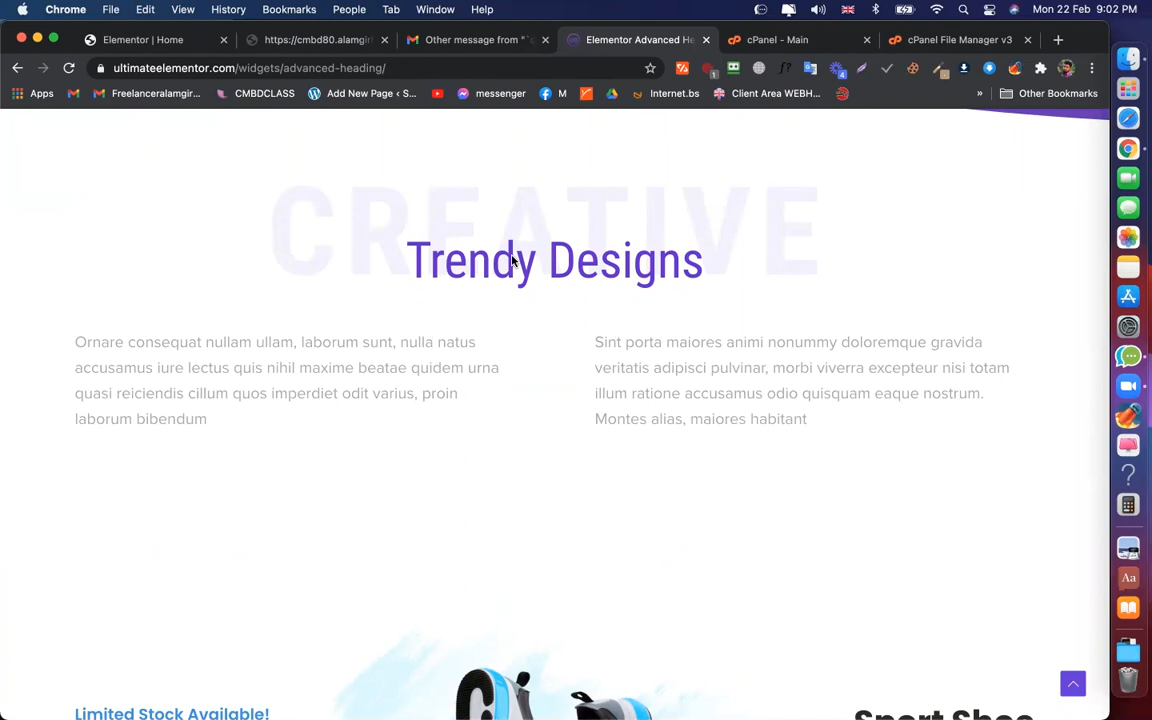 Chrome File Edit View History Bookmarks People Tab Window Help Mon 22 Feb 9:02 PM
Elementor | Home
https://cmbd80.alamgir
Other message from "
Elementor Advanced He
cPanel - Main
cPanel File Manager v3
ultimateelementor.com/widgets/advanced-heading/
1
4
Apps
Freelanceralamgir...
CMBDCLASS
Add New Page ‹ S...
messenger
M
Internet.bs
Client Area WEBH...
»
Other Bookmarks
CREATIVE
Trendy Designs
Ornare consequat nullam ullam, laborum sunt, nulla natus
accusamus iure lectus quis nihil maxime beatae quidem urna
quasi reiciendis cillum quos imperdiet odit varius, proin
laborum bibendum
Sint porta maiores animi nonummy doloremque gravida
veritatis adipisci pulvinar, morbi viverra excepteur nisi totam
illum ratione accusamus odio quisquam eaque nostrum.
Montes alias, maiores habitant
Limited Stock Available!
Sport Shoe